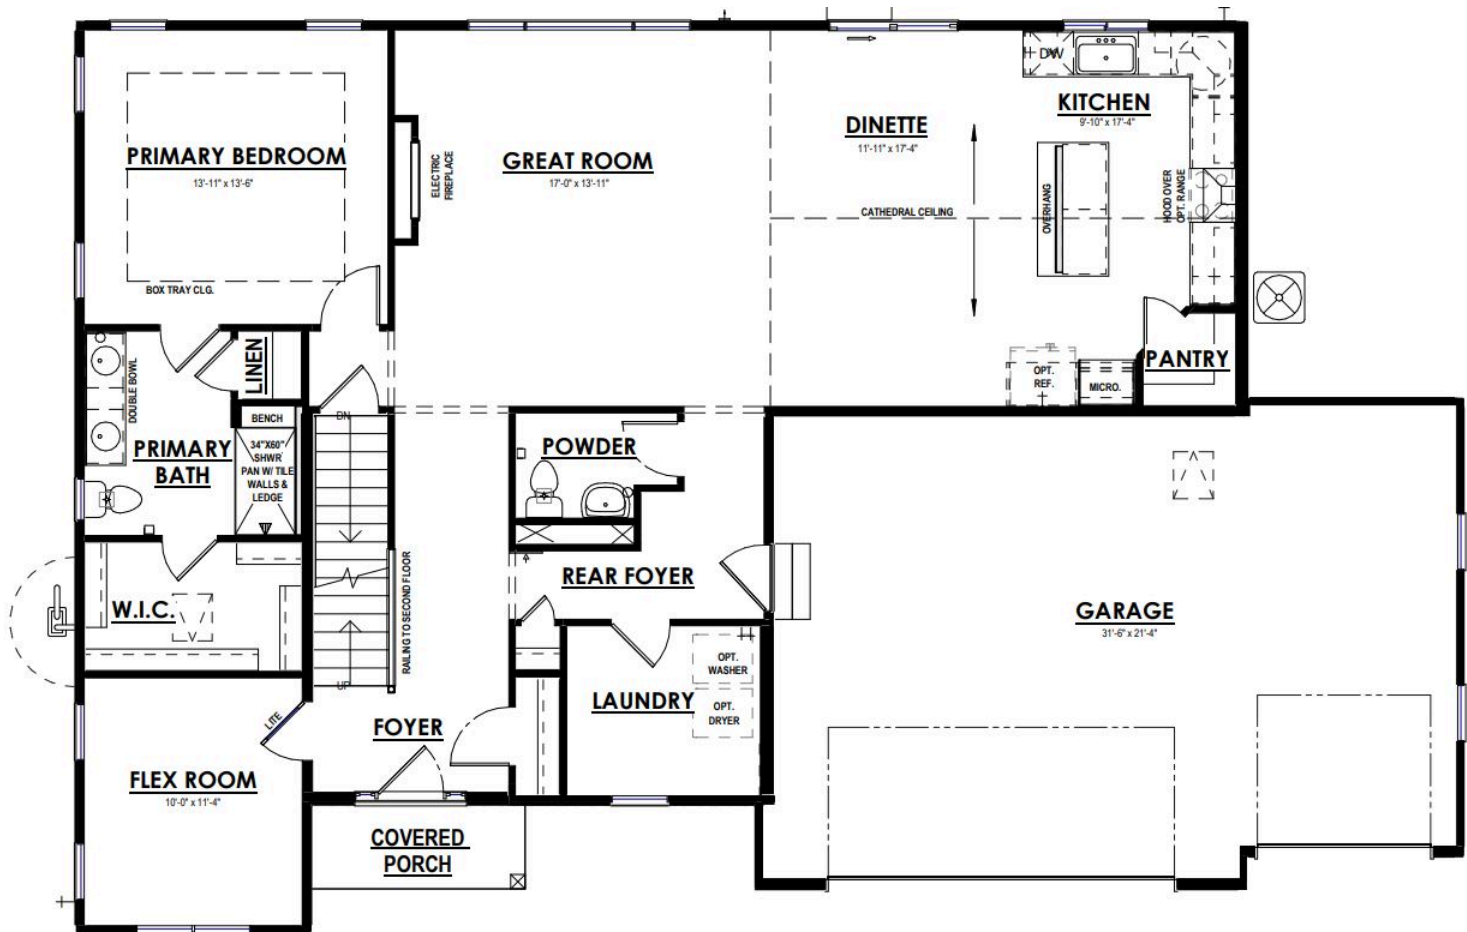 DW
KITCHEN
9'-10" x 17'-4"
DINETTE
11'-11" x 17'-4"
PRIMARY BEDROOM
13'-11" x 13'-6"
GREAT ROOM
17'-0" x 13'-11"
ELECTRIC
FIREPLACE
OVERHANG
HOOD OVER
OPT. RANGE
CATHEDRAL CEILING
BOX TRAY CLG.
LINEN
DOUBLE BOWL
PANTRY
OPT.
REF.
MICRO.
DN
BENCH
PRIMARY
BATH
34"X60"
SHWR
PAN W/ TILE
WALLS &
LEDGE
POWDER
REAR FOYER
W.I.C.
RAILING TO SECOND FLOOR
GARAGE
31'-6" x 21'-4"
OPT.
WASHER
UP
LAUNDRY
OPT.
DRYER
LITE
FOYER
FLEX ROOM
10'-0" x 11'-4"
COVERED
PORCH